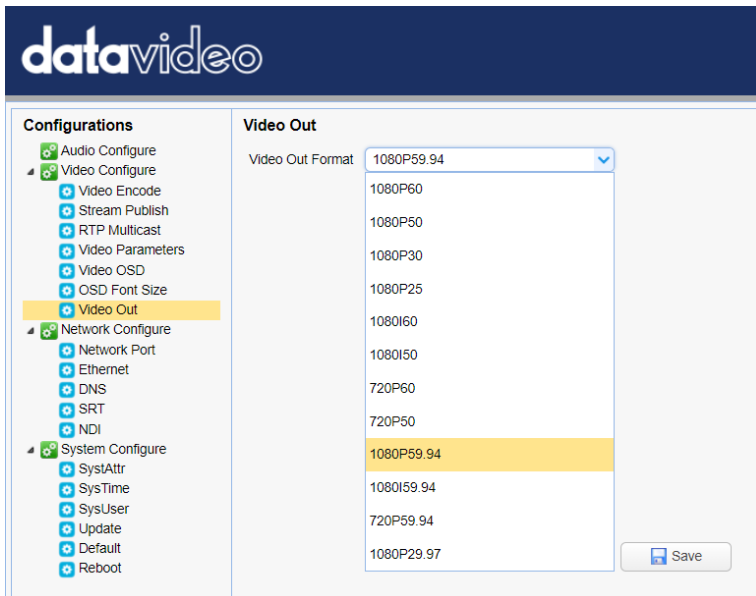 datavideo
Configurations
Audio Configure
Video Configure
Video Encode
Stream Publish
RTP Multicast
Video Parameters
Video OSD
OSD Font Size
Video Out
Network Configure
Network Port
Ethernet
DNS
SRT
NDI
System Configure
SystAttr
SysTime
SysUser
Update
Default
Reboot
Video Out
Video Out Format 1080P59.94
1080P60
1080P50
1080P30
1080P25
1080I60
1080I50
720P60
720P50
1080P59.94
1080I59.94
720P59.94
1080P29.97
Save